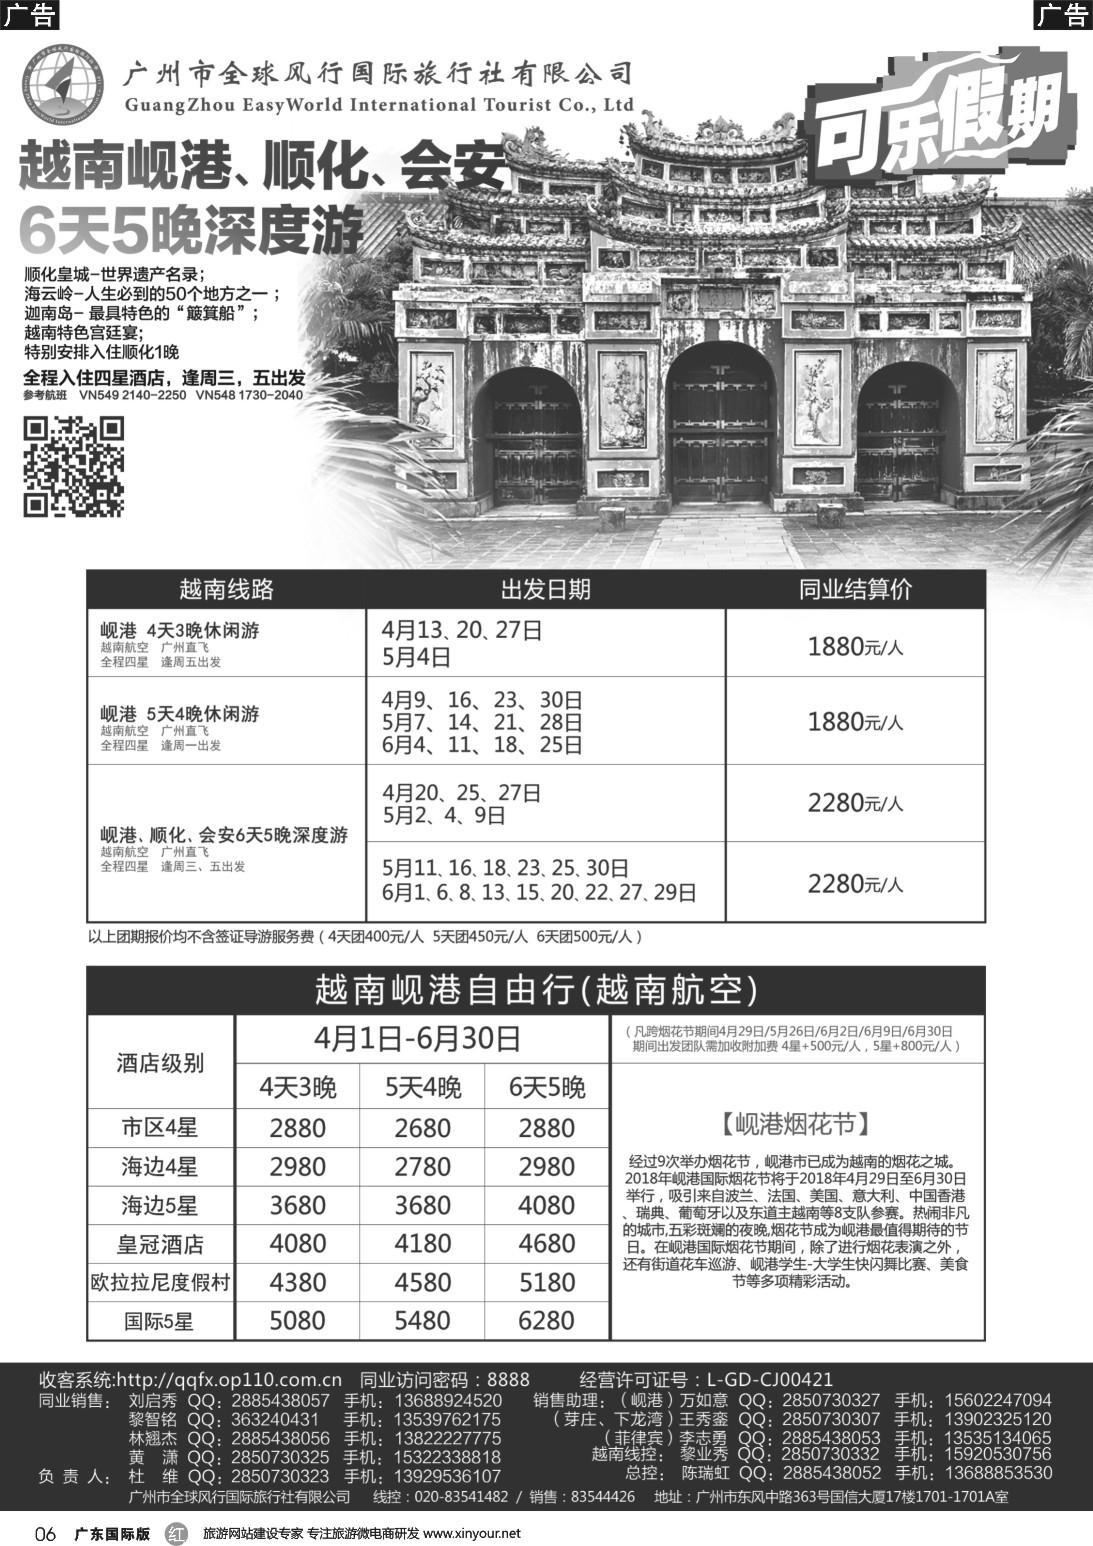 广告
广告
广州市全球风行国际旅行社有限公司
GuangZhou EasyWorld International Tourist Co., Ltd
可乐假期
越南岘港、顺化、会安
6天5晚深度游
顺化皇城-世界遗产名录；
海云岭-人生必到的50个地方之一；
迦南岛- 最具特色的“簸箕船”；
越南特色宫廷宴；
特别安排入住顺化1晚
全程入住四星酒店，逢周三，五出发
参考航班 VN549 2140-2250 VN548 1730-2040
越南线路 出发日期 同业结算价
岘港 4天3晚休闲游
越南航空 广州直飞
全程四星 逢周五出发
4月13、20、27日
5月4日
1880元/人
岘港 5天4晚休闲游
越南航空 广州直飞
全程四星 逢周一出发
4月9、16、23、30日
5月7、14、21、28日
6月4、11、18、25日
1880元/人
岘港、顺化、会安6天5晚深度游
越南航空 广州直飞
全程四星 逢周三、五出发
4月20、25、27日
5月2、4、9日
2280元/人
5月11、16、18、23、25、30日
6月1、6、8、13、15、20、22、27、29日
2280元/人
以上团期报价均不含签证导游服务费（4天团400元/人 5天团450元/人 6天团500元/人）
越南岘港自由行(越南航空)
酒店级别
4月1日-6月30日
4天3晚 5天4晚 6天5晚
市区4星 2880 2680 2880
海边4星 2980 2780 2980
海边5星 3680 3680 4080
皇冠酒店 4080 4180 4680
欧拉拉尼度假村 4380 4580 5180
国际5星 5080 5480 6280
（凡跨烟花节期间4月29日/5月26日/6月2日/6月9日/6月30日
期间出发团队需加收附加费 4星+500元/人，5星+800元/人）
【岘港烟花节】
经过9次举办烟花节，岘港市已成为越南的烟花之城。
2018年岘港国际烟花节将于2018年4月29日至6月30日
举行，吸引来自波兰、法国、美国、意大利、中国香港
、瑞典、葡萄牙以及东道主越南等8支队参赛。热闹非凡
的城市,五彩斑斓的夜晚,烟花节成为岘港最值得期待的节
日。在岘港国际烟花节期间，除了进行烟花表演之外，
还有街道花车巡游、岘港学生-大学生快闪舞比赛、美食
节等多项精彩活动。
收客系统:http://qqfx.op110.com.cn 同业访问密码：8888 经营许可证号：L-GD-CJ00421
同业销售： 刘启秀 QQ：2885438057 手机：13688924520
黎智铭 QQ：363240431 手机：13539762175
林翘杰 QQ：2885438056 手机：13822227775
黄 潇 QQ：2850730325 手机：15322338818
负 责 人： 杜 维 QQ：2850730323 手机：13929536107
销售助理：（岘港）万如意 QQ：2850730327 手机：15602247094
（芽庄、下龙湾）王秀銮 QQ：2850730307 手机：13902325120
（菲律宾）李志勇 QQ：2885438053 手机：13535134065
越南线控： 黎业秀 QQ：2850730332 手机：15920530756
总控： 陈瑞虹 QQ：2885438052 手机：13688853530
广州市全球风行国际旅行社有限公司 线控：020-83541482 / 销售：83544426 地址：广州市东风中路363号国信大厦17楼1701-1701A室
06 广东国际版 红 旅游网站建设专家 专注旅游微电商研发 www.xinyour.net